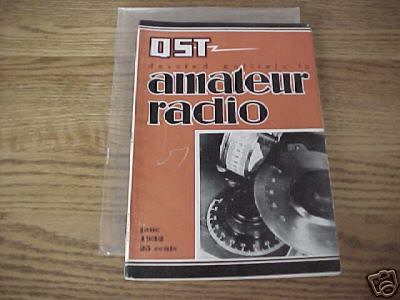 QST
devoted entirely to
amateur
radio
june
1932
25 cents